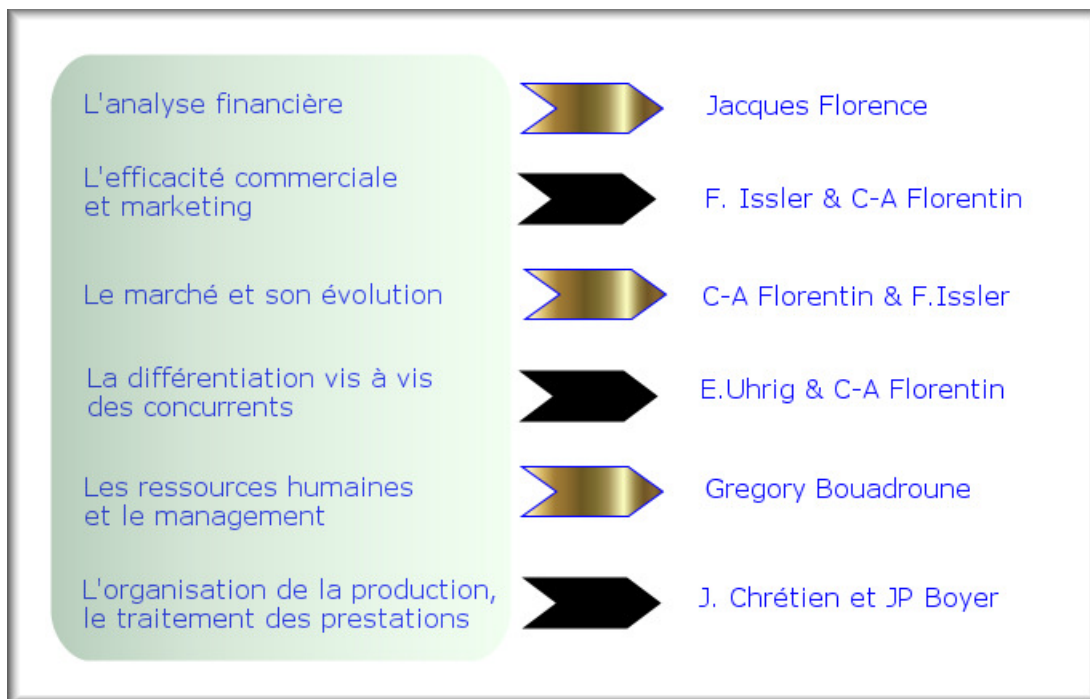 L'analyse financière
Jacques Florence
L'efficacité commerciale
et marketing
F. Issler & C-A Florentin
Le marché et son évolution
C-A Florentin & F.Issler
La différentiation vis à vis
des concurrents
E.Uhrig & C-A Florentin
Les ressources humaines
et le management
Gregory Bouadroune
L'organisation de la production,
le traitement des prestations
J. Chrétien et JP Boyer